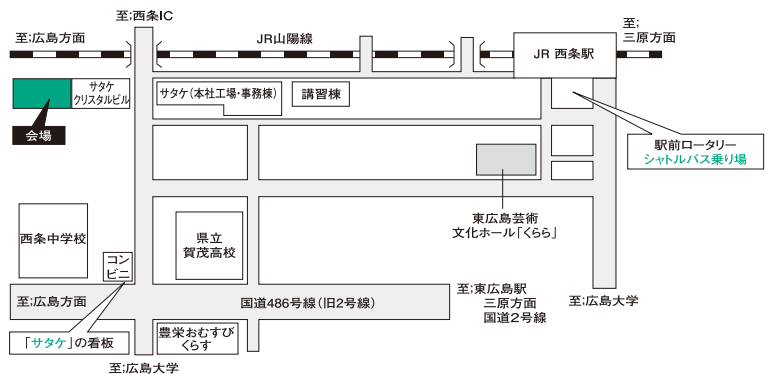 至;西条IC
至;広島方面
JR山陽線
JR 西条駅
至;
三原方面
サタケ
クリスタルビル
サタケ(本社工場・事務棟)
講習棟
会場
駅前ロータリー
シャトルバス乗り場
東広島芸術
文化ホール「くらら」
西条中学校
コン
ビニ
県立
賀茂高校
至;広島方面
国道486号線(旧2号線)
至;東広島駅
三原方面
国道2号線
至;広島大学
「サタケ」の看板
豊栄おむすび
くらす
至;広島大学